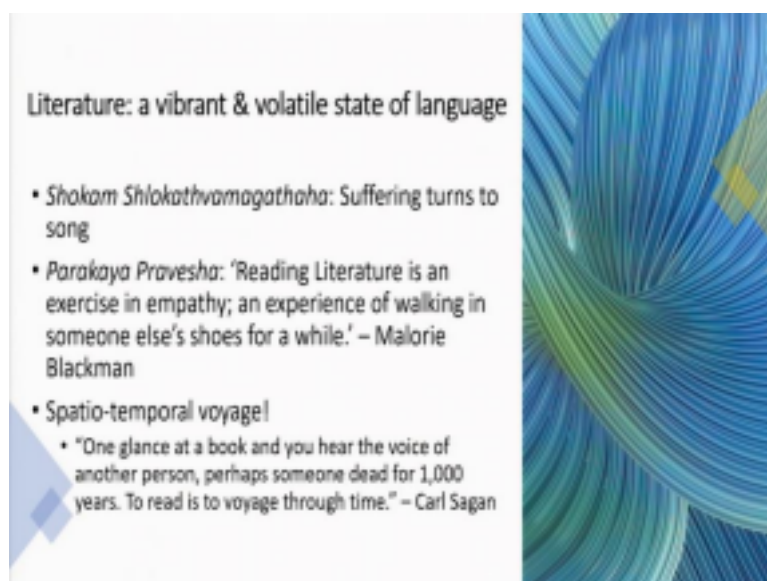 Literature: a vibrant & volatile state of language
• Shokam Shlokathvamagathaha: Suffering turns to
song
• Parakaya Pravesha: ‘Reading Literature is an
exercise in empathy; an experience of walking in
someone else’s shoes for a while.’ – Malorie
Blackman
• Spatio-temporal voyage!
• “One glance at a book and you hear the voice of
another person, perhaps someone dead for 1,000
years. To read is to voyage through time.” – Carl Sagan